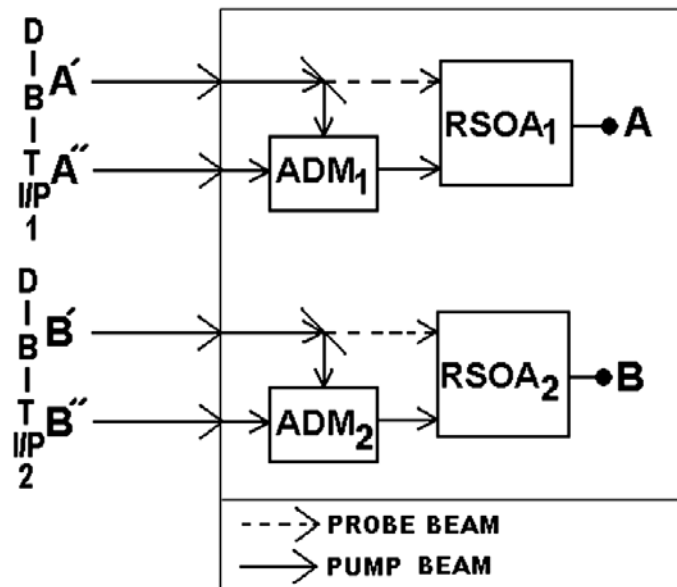 D
I
B
I
T
I/P
1
A′
A″
ADM1
RSOA1
A
D
I
B
I
T
I/P
2
B′
B″
ADM2
RSOA2
B
PROBE BEAM
PUMP BEAM